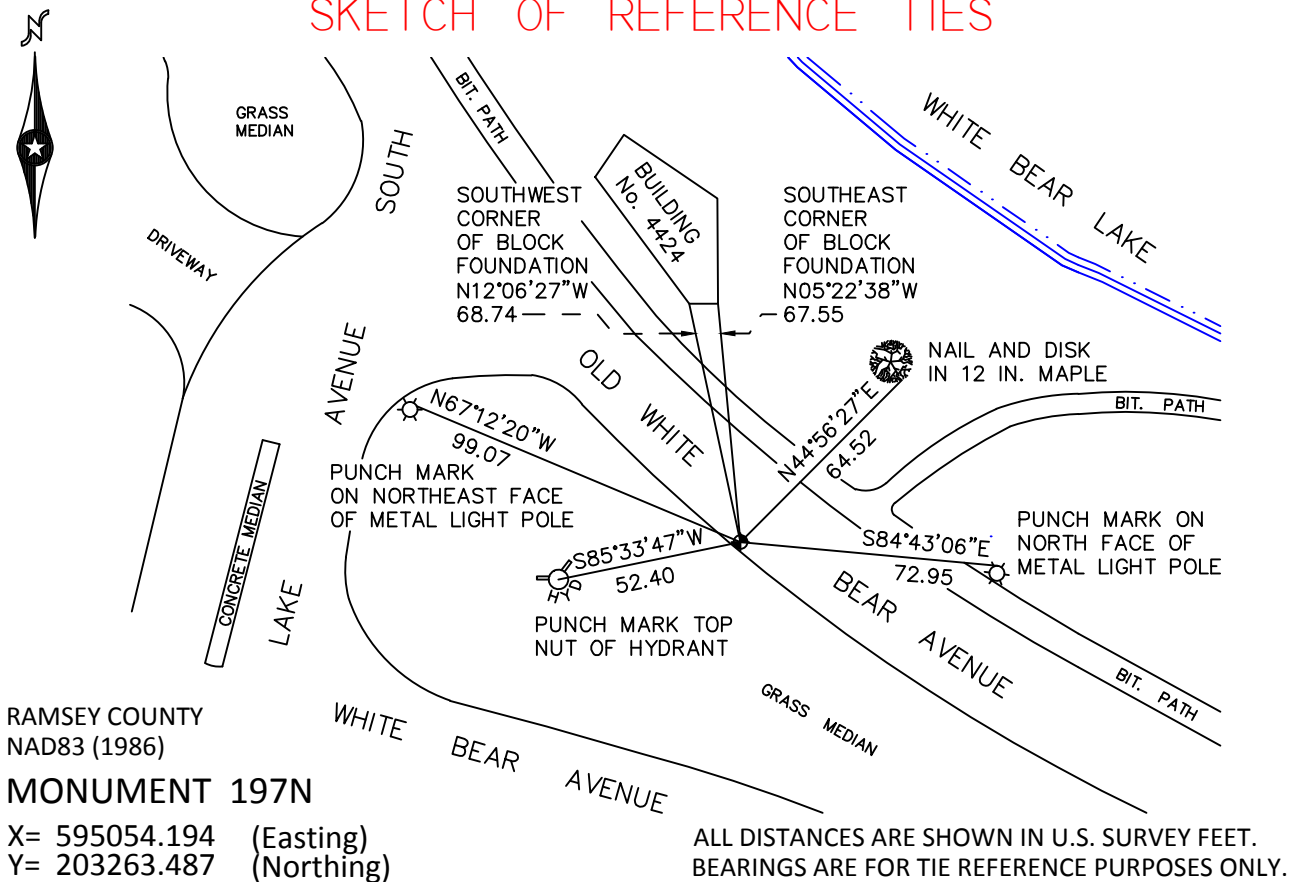 SKETCH OF REFERENCE TIES
N
GRASS
MEDIAN
BIT. PATH
WHITE BEAR LAKE
SOUTH
DRIVEWAY
BUILDING
No. 4424
SOUTHWEST
CORNER
OF BLOCK
FOUNDATION
N12°06'27"W
68.74
SOUTHEAST
CORNER
OF BLOCK
FOUNDATION
N05°22'38"W
67.55
AVENUE
OLD WHITE
NAIL AND DISK
IN 12 IN. MAPLE
BIT. PATH
N67°12'20"W
99.07
N44°56'27"E
64.52
PUNCH MARK
ON NORTHEAST FACE
OF METAL LIGHT POLE
CONCRETE MEDIAN
S85°33'47"W
52.40
HYD
S84°43'06"E
72.95
PUNCH MARK ON
NORTH FACE OF
METAL LIGHT POLE
LAKE
PUNCH MARK TOP
NUT OF HYDRANT
BEAR AVENUE
BIT. PATH
GRASS MEDIAN
WHITE BEAR AVENUE
RAMSEY COUNTY
NAD83 (1986)
MONUMENT 197N
X= 595054.194 (Easting)
Y= 203263.487 (Northing)
ALL DISTANCES ARE SHOWN IN U.S. SURVEY FEET.
BEARINGS ARE FOR TIE REFERENCE PURPOSES ONLY.